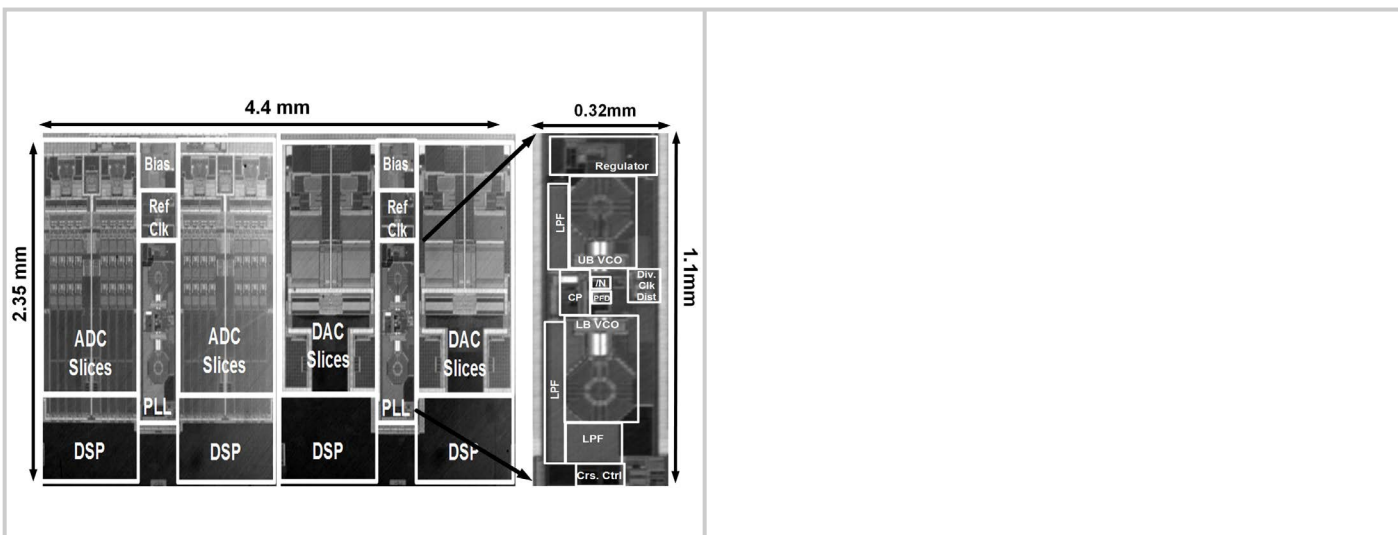 4.4 mm
0.32mm
2.35 mm
1.1mm
Bias
Ref
Clk
ADC
Slices
ADC
Slices
PLL
DSP
DSP
Bias
Ref
Clk
DAC
Slices
DAC
Slices
PLL
DSP
DSP
Regulator
LPF
UB VCO
CP
/N
PFD
Div.
Clk
Dist
LB VCO
LPF
LPF
Crs. Ctrl